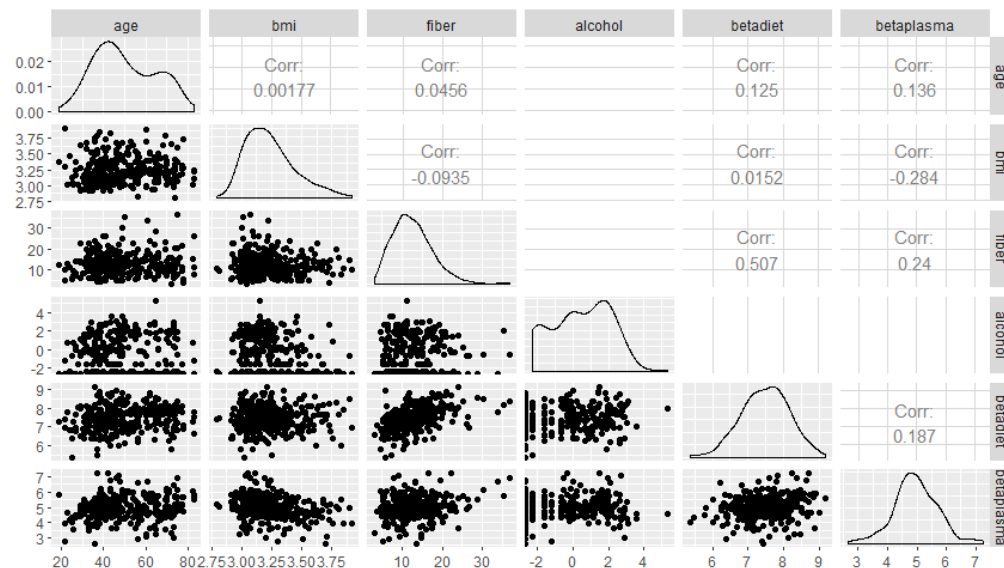 age bmi fiber alcohol betadiet betaplasma
0.02
0.01
0.00
Corr:
0.00177
Corr:
0.0456
Corr:
0.125
Corr:
0.136
age
3.75
3.50
3.25
3.00
2.75
Corr:
-0.0935
Corr:
0.0152
Corr:
-0.284
bmi
30
20
10
Corr:
0.507
Corr:
0.24
fiber
4
2
0
-2
alcohol
9
8
7
6
Corr:
0.187
betadiet
7
6
5
4
3
betaplasma
20 40 60 80 2.75 3.00 3.25 3.50 3.75 10 20 30 -2 0 2 4 6 7 8 9 3 4 5 6 7